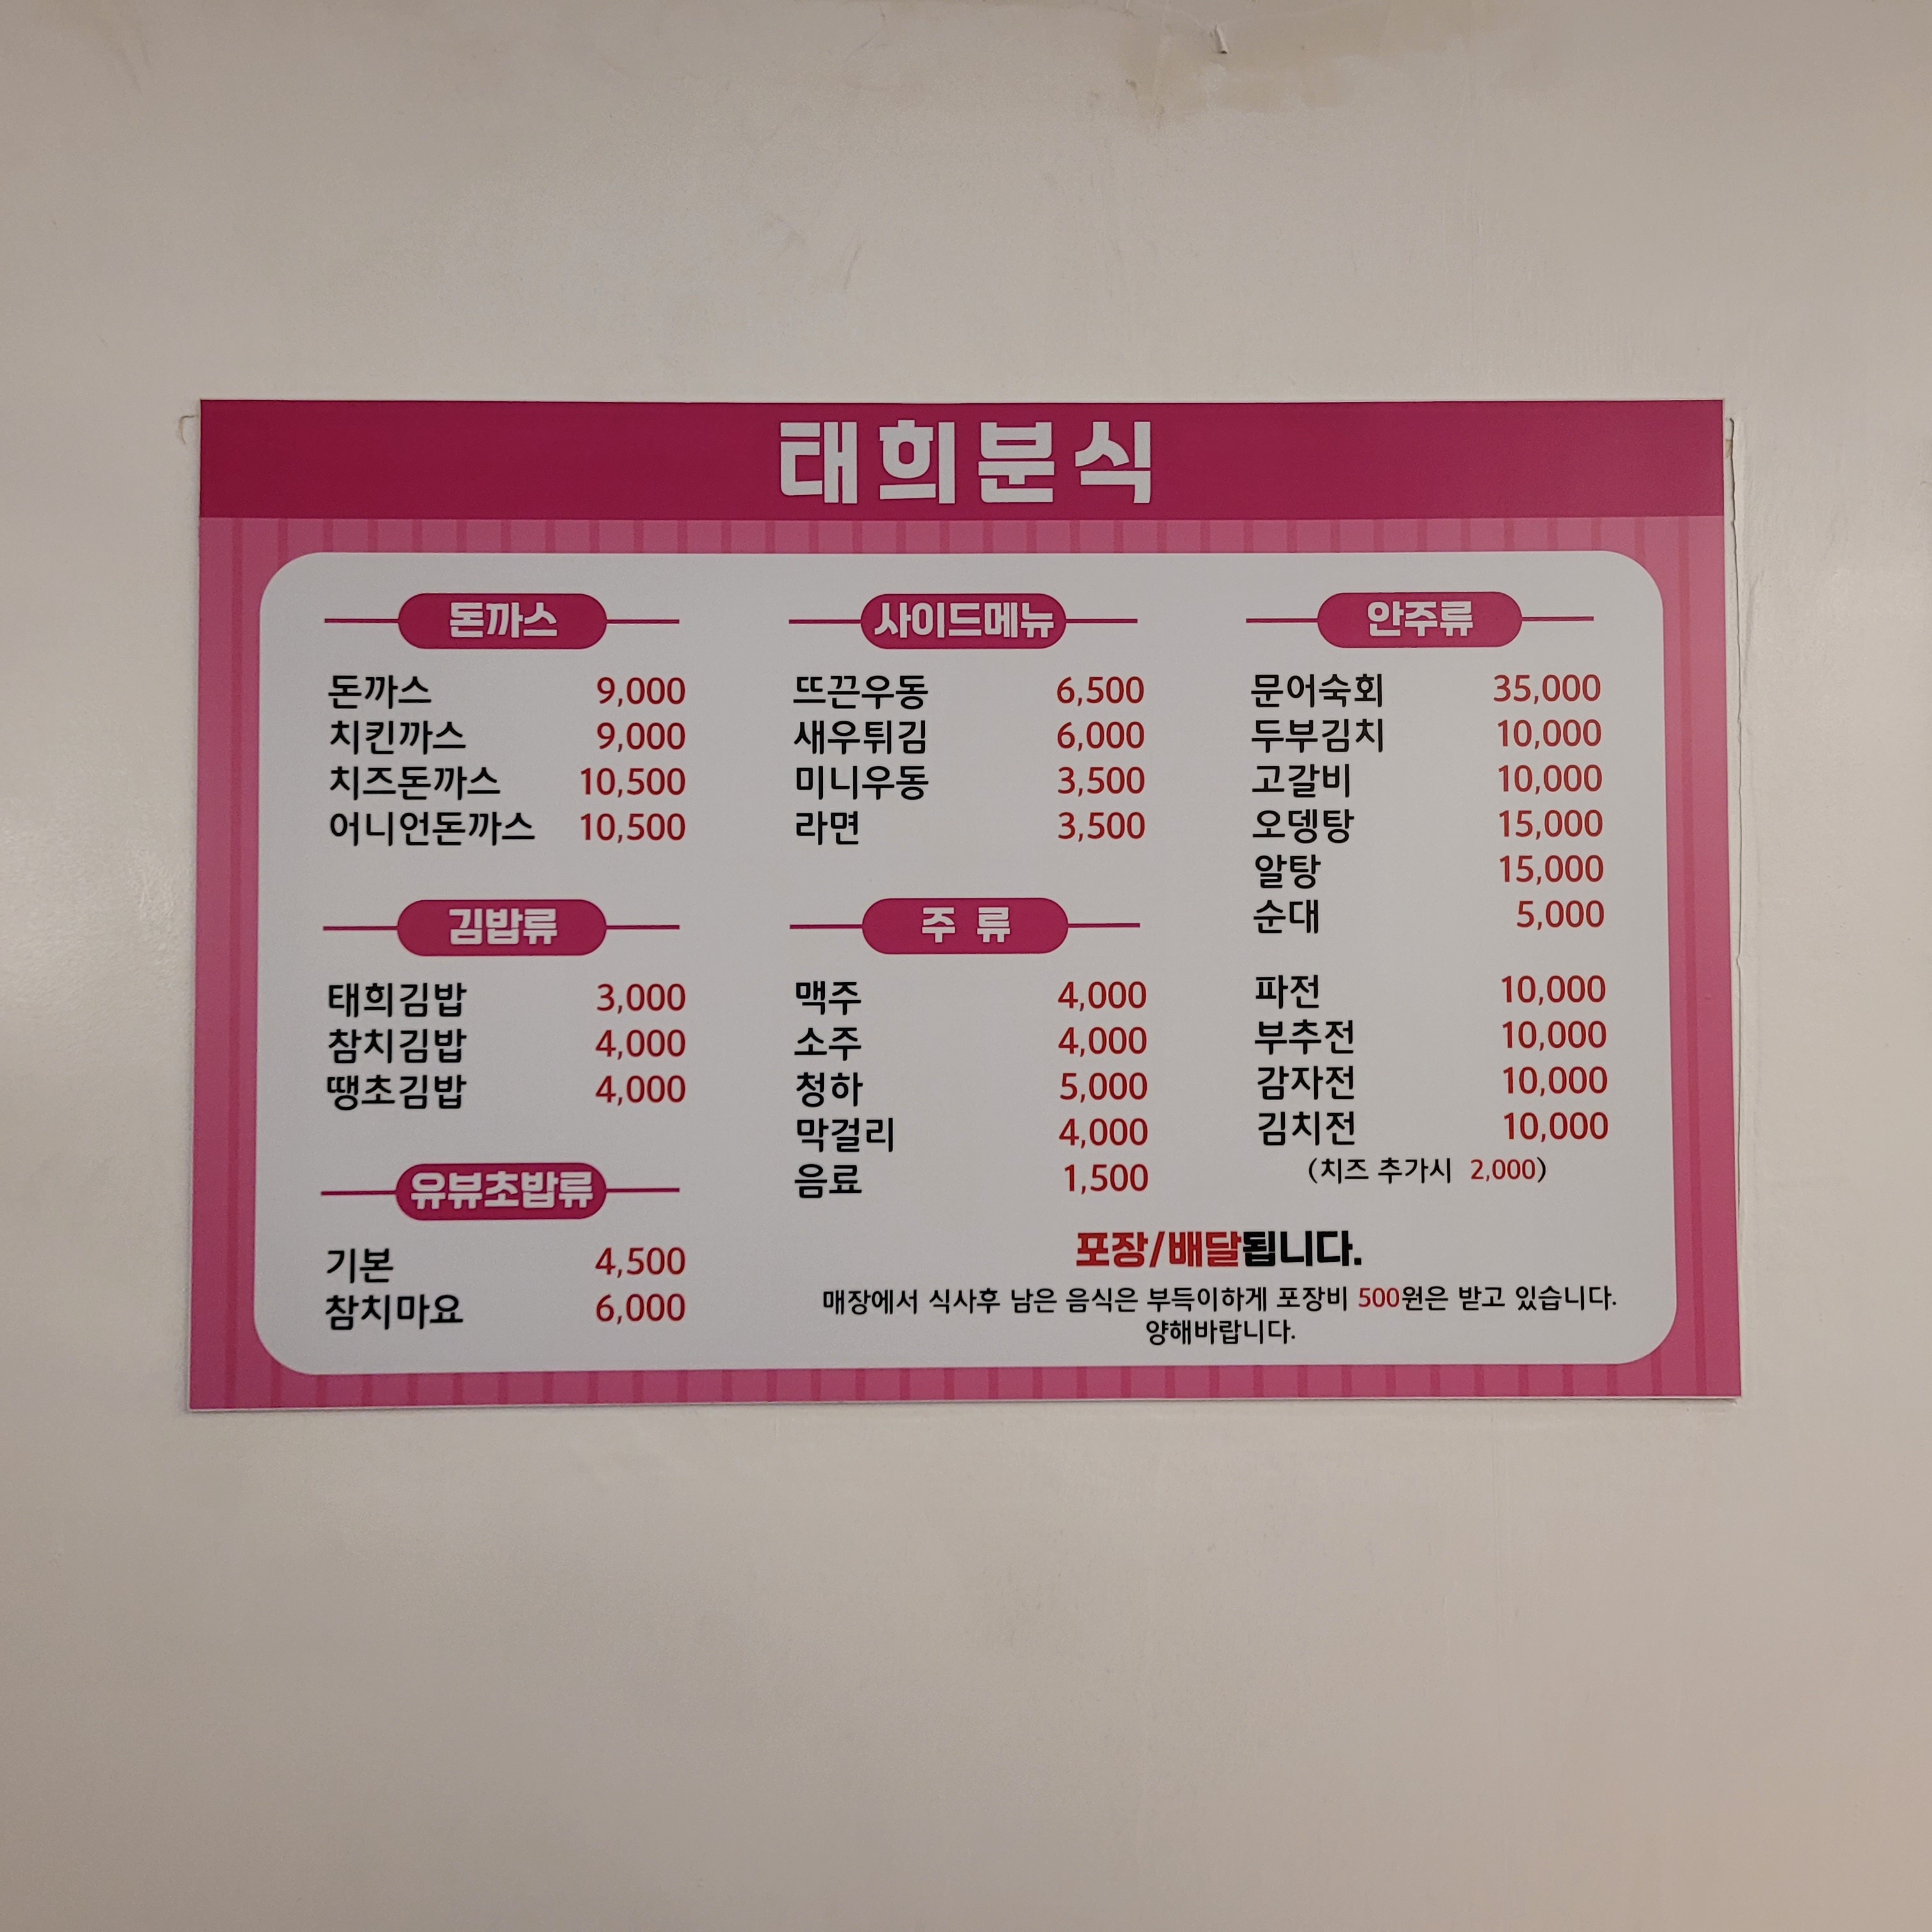 태희분식
돈까스
돈까스 9,000
치킨까스 9,000
치즈돈까스 10,500
어니언돈까스 10,500
김밥류
태희김밥 3,000
참치김밥 4,000
땡초김밥 4,000
유뷰초밥류
기본 4,500
참치마요 6,000
사이드메뉴
뜨끈우동 6,500
새우튀김 6,000
미니우동 3,500
라면 3,500
주 류
맥주 4,000
소주 4,000
청하 5,000
막걸리 4,000
음료 1,500
안주류
문어숙회 35,000
두부김치 10,000
고갈비 10,000
오뎅탕 15,000
알탕 15,000
순대 5,000
파전 10,000
부추전 10,000
감자전 10,000
김치전 10,000
(치즈 추가시 2,000)
포장/배달됩니다.
매장에서 식사후 남은 음식은 부득이하게 포장비 500원은 받고 있습니다.
양해바랍니다.